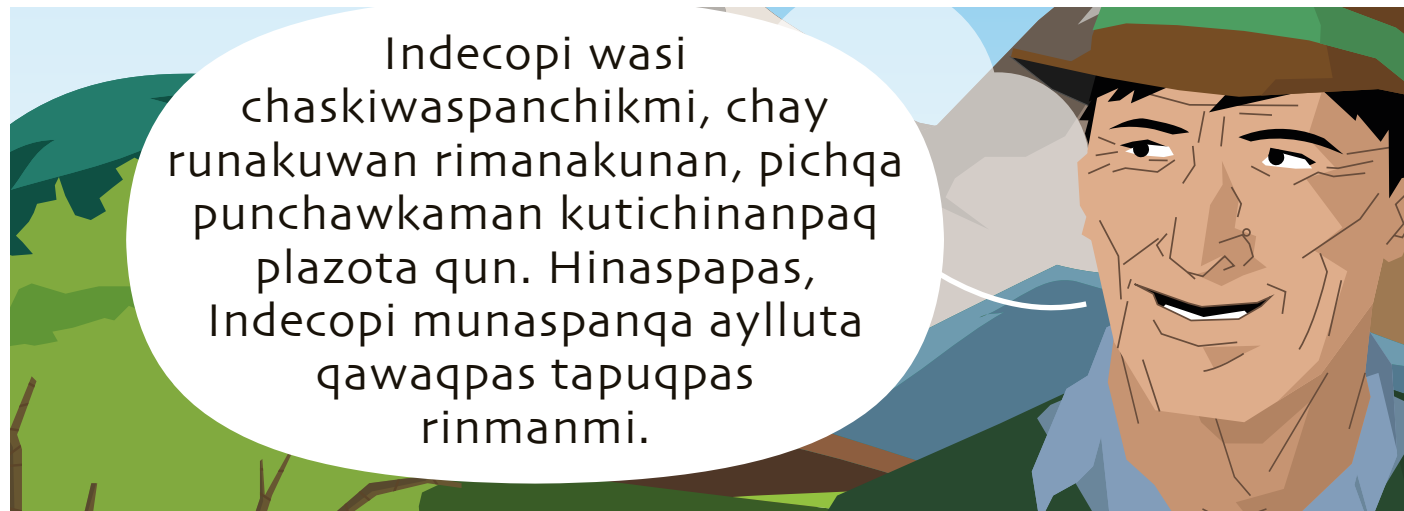 Indecopi wasi
chaskiwaspanchikmi, chay
runakuwan rimanakunan, pichqa
punchawkaman kutichinanpaq
plazota qun. Hinaspapas,
Indecopi munaspanqa aylluta
qawaqpas tapuqpas
rinmanmi.